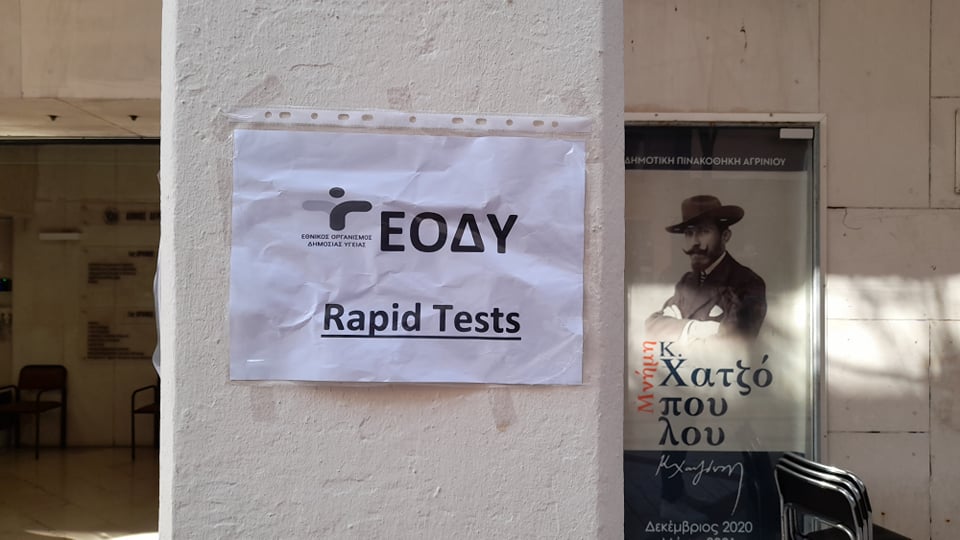 ΕΘΝΙΚΟΣ ΟΡΓΑΝΙΣΜΟΣ
ΔΗΜΟΣΙΑΣ ΥΓΕΙΑΣ
ΕΟΔΥ
Rapid Tests
ΔΗΜΟΤΙΚΗ ΠΙΝΑΚΟΘΗΚΗ ΑΓΡΙΝΙΟΥ
Μνήμη
Κ.
Χατζό
που
λου
Δεκέμβριος 2020